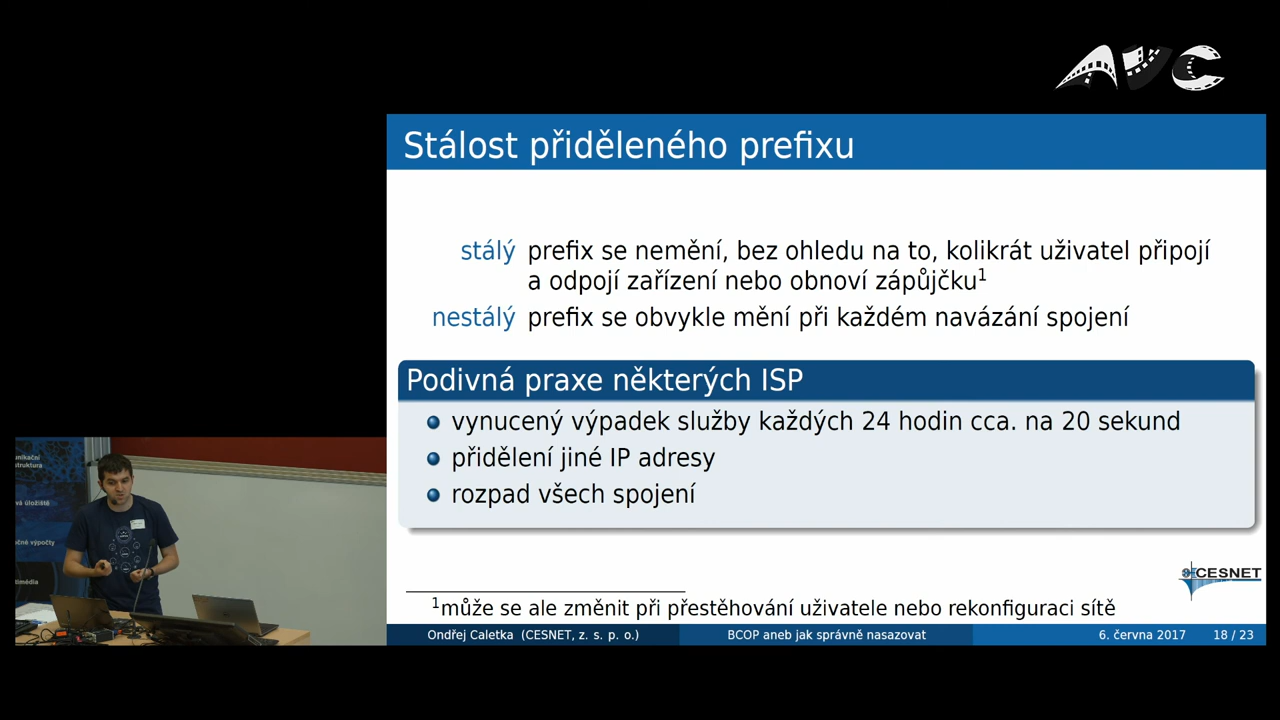 AVC
Stálost přiděleného prefixu
stálý prefix se nemění, bez ohledu na to, kolikrát uživatel připojí
a odpojí zařízení nebo obnoví zápůjčku1
nestálý prefix se obvykle mění při každém navázání spojení
Podivná praxe některých ISP
vynucený výpadek služby každých 24 hodin cca. na 20 sekund
přidělení jiné IP adresy
rozpad všech spojení
CESNET
1může se ale změnit při přestěhování uživatele nebo rekonfiguraci sítě
Ondřej Caletka (CESNET, z. s. p. o.) BCOP aneb jak správně nasazovat 6. června 2017 18 / 23